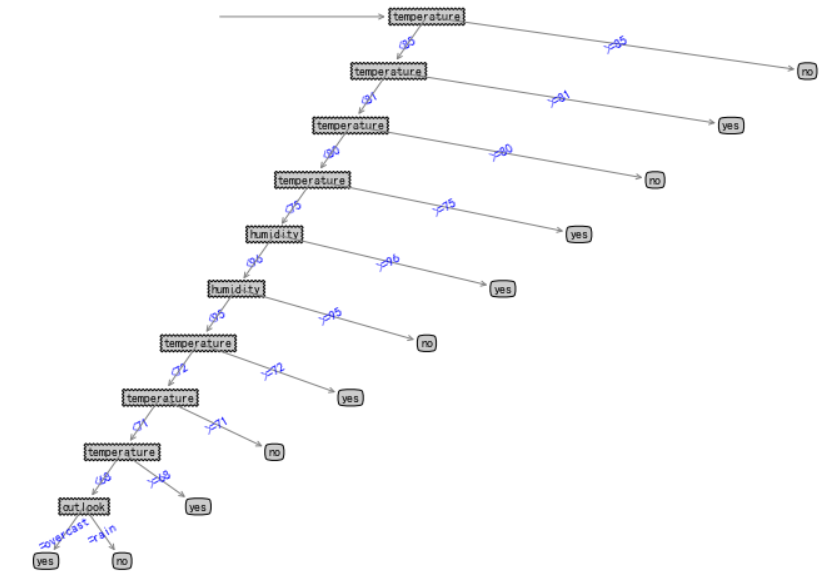 temperature
<85
>=85
no
temperature
<81
>=81
yes
temperature
<80
>=80
no
temperature
<75
>=75
yes
humidity
<96
>=96
yes
humidity
<95
>=95
no
temperature
<72
>=72
yes
temperature
<71
>=71
no
temperature
<68
>=68
yes
outlook
=overcast
=rain
yes
no